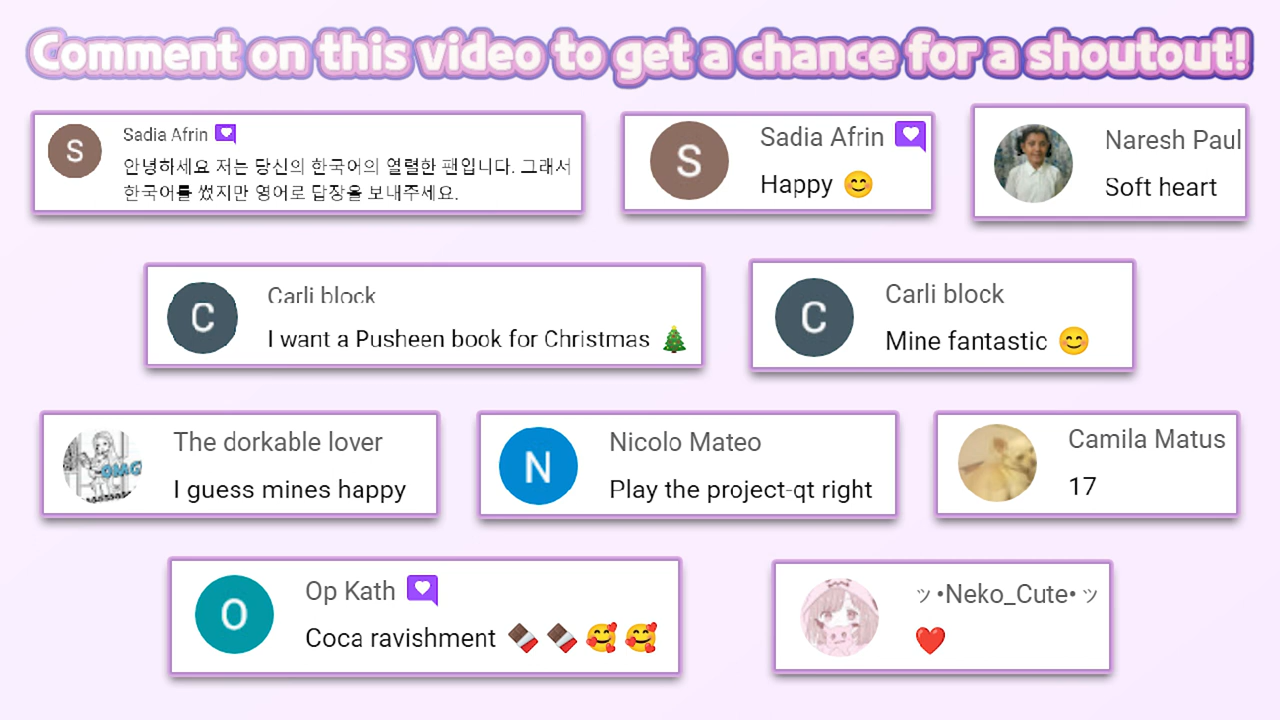 Comment on this video to get a chance for a shoutout!
S
Sadia Afrin
안녕하세요 저는 당신의 한국어의 열렬한 팬입니다. 그래서
한국어를 썼지만 영어로 답장을 보내주세요.
S
Sadia Afrin
Happy 😊
Naresh Paul
Soft heart
C
Carli block
I want a Pusheen book for Christmas 🎄
C
Carli block
Mine fantastic 😊
OMG
The dorkable lover
I guess mines happy
N
Nicolo Mateo
Play the project-qt right
Camila Matus
17
O
Op Kath
Coca ravishment 🍫 🍫 🥰 🥰
ッ•Neko_Cute•ッ
❤️